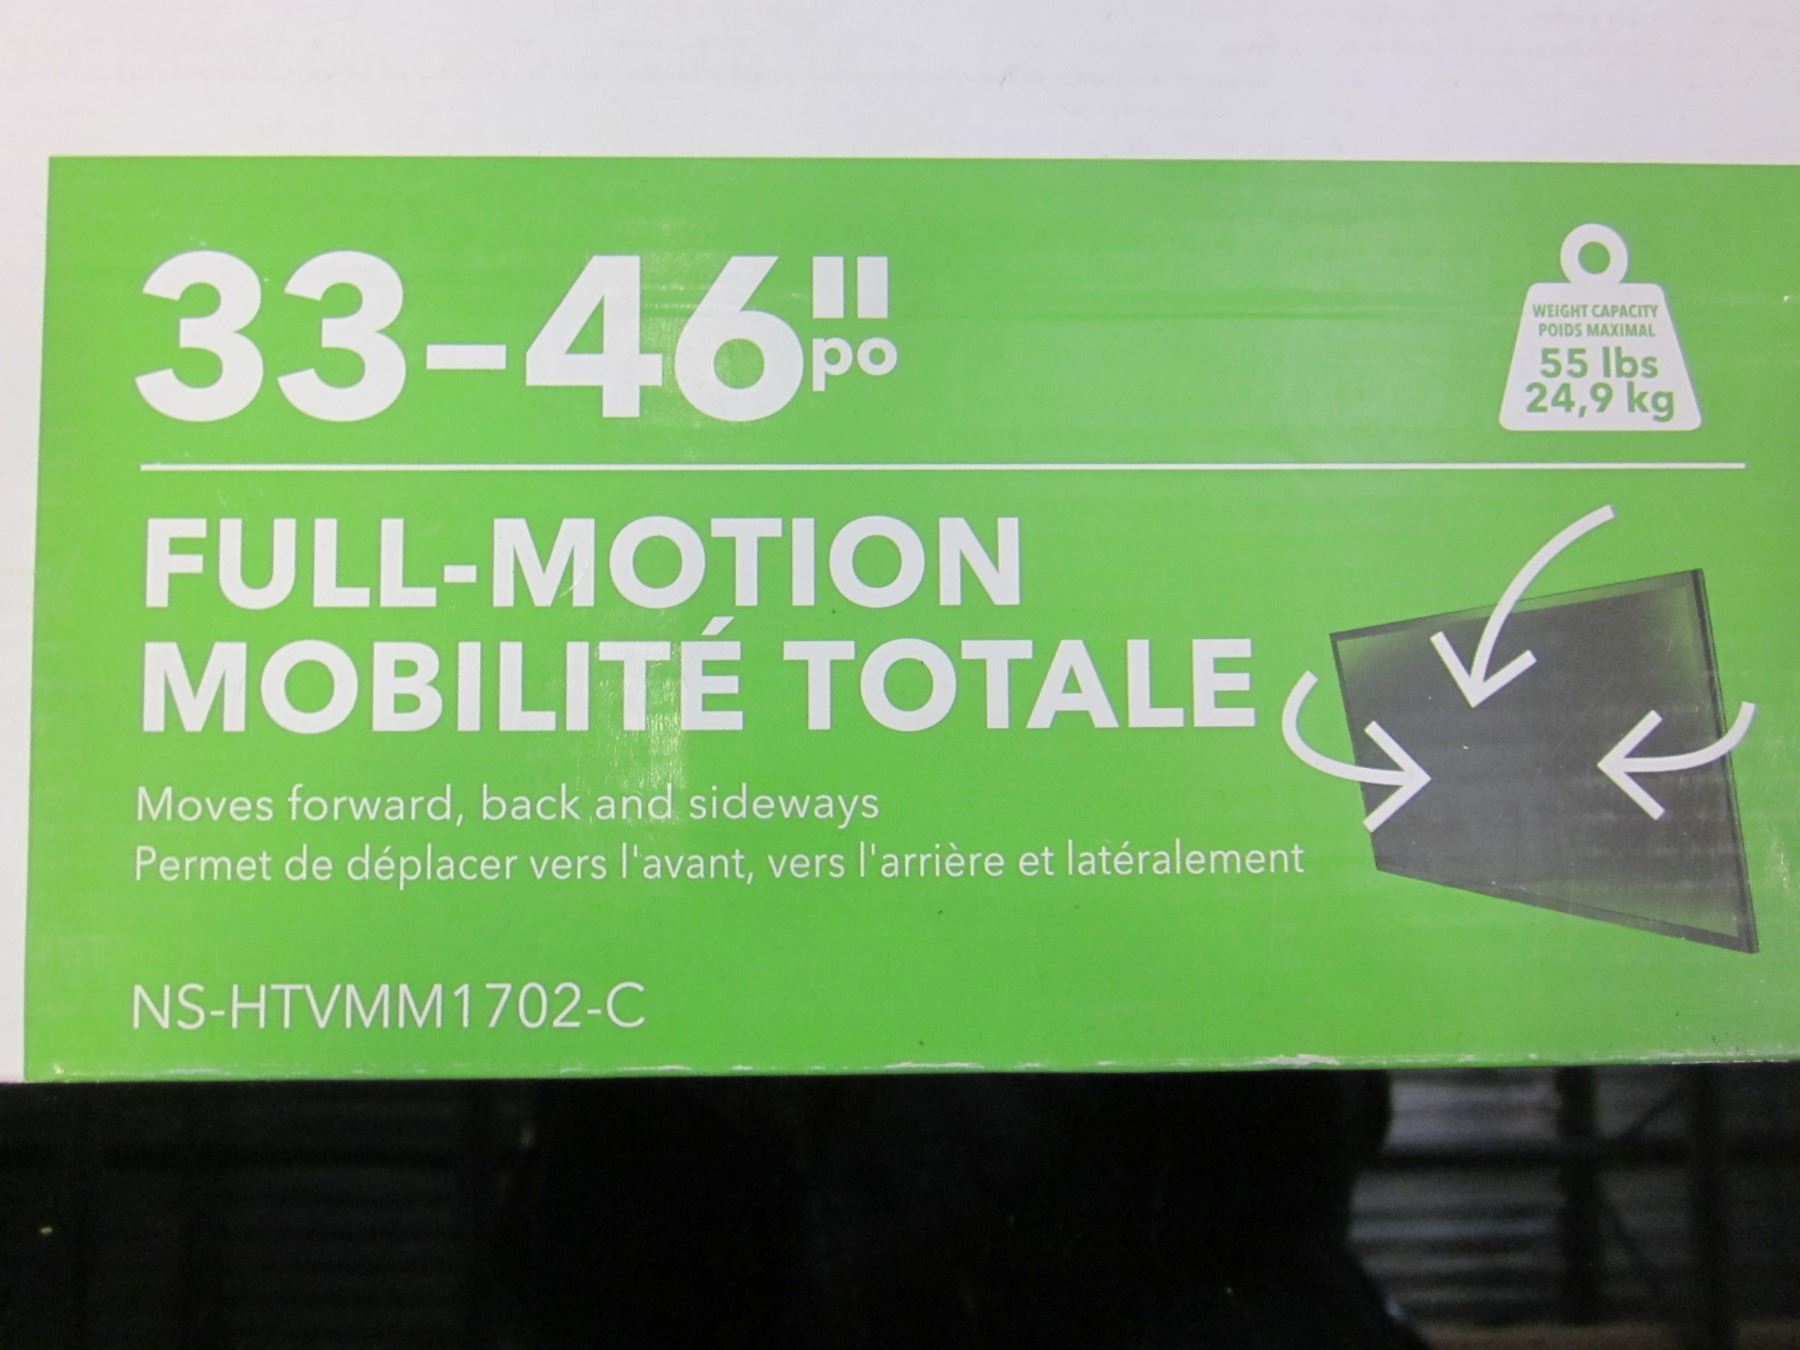 33–46" po
WEIGHT CAPACITY
POIDS MAXIMAL
55 lbs
24,9 kg
FULL-MOTION
MOBILITÉ TOTALE
Moves forward, back and sideways
Permet de déplacer vers l'avant, vers l'arrière et latéralement
NS-HTVMM1702-C